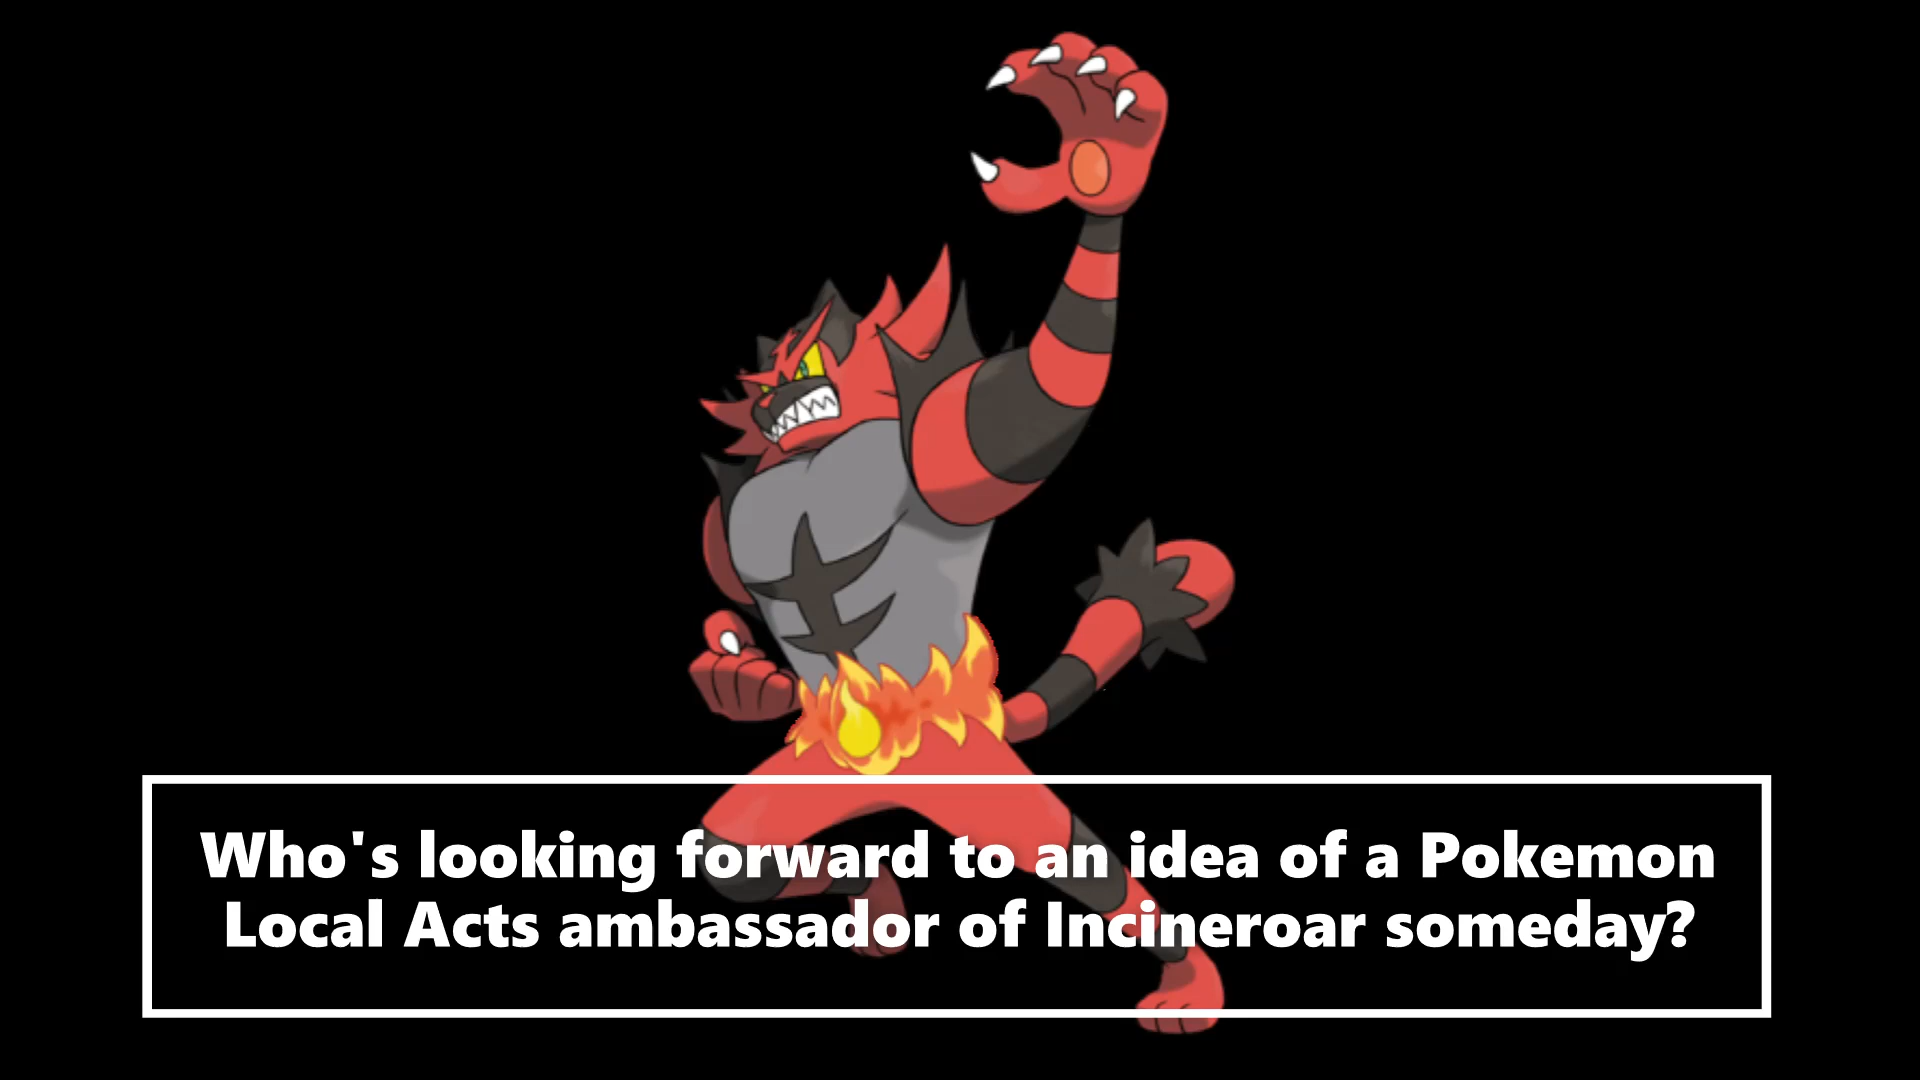 Who's looking forward to an idea of a Pokemon
Local Acts ambassador of Incineroar someday?